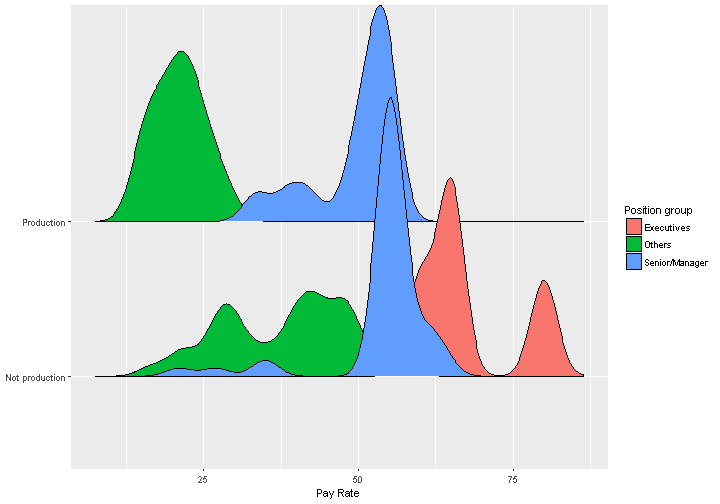 Production
Not production
25
50
75
Pay Rate
Position group
Executives
Others
Senior/Manager